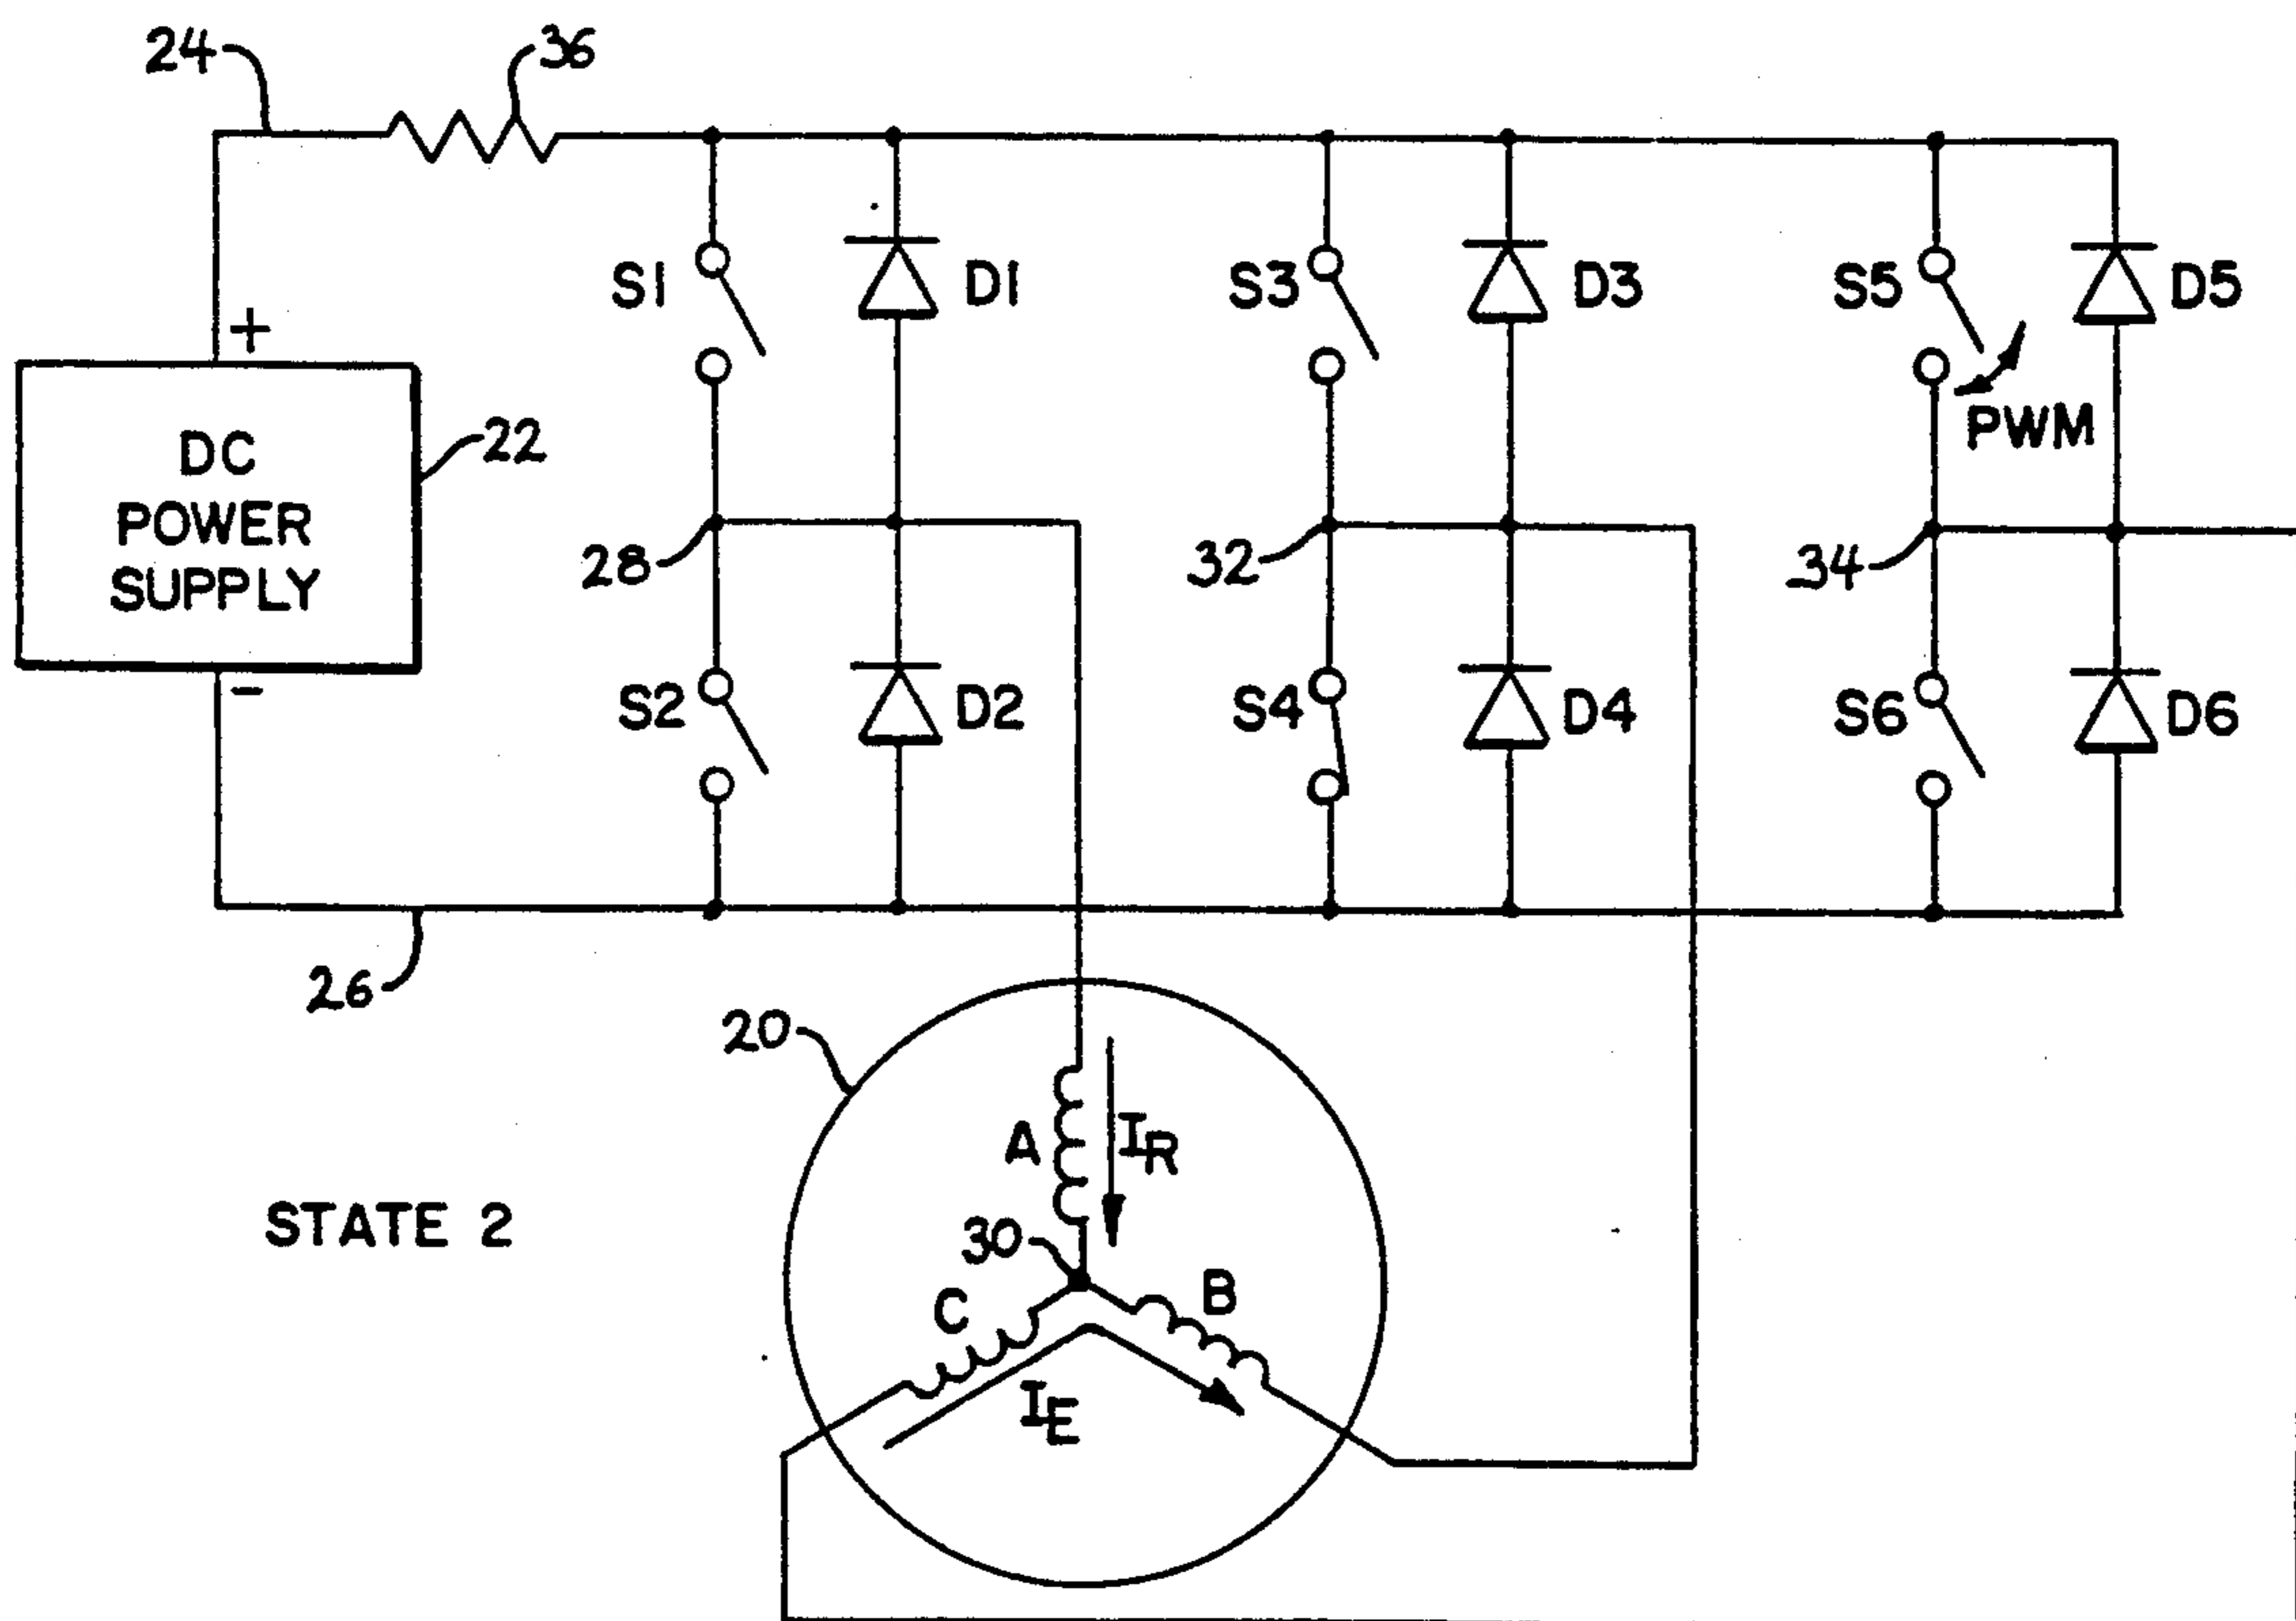 24
36
S1
D1
S3
D3
S5
D5
PWM
+
DC
POWER
SUPPLY
22
28
32
34
-
S2
D2
S4
D4
S6
D6
26
20
A
IR
STATE 2
30
C
B
IE